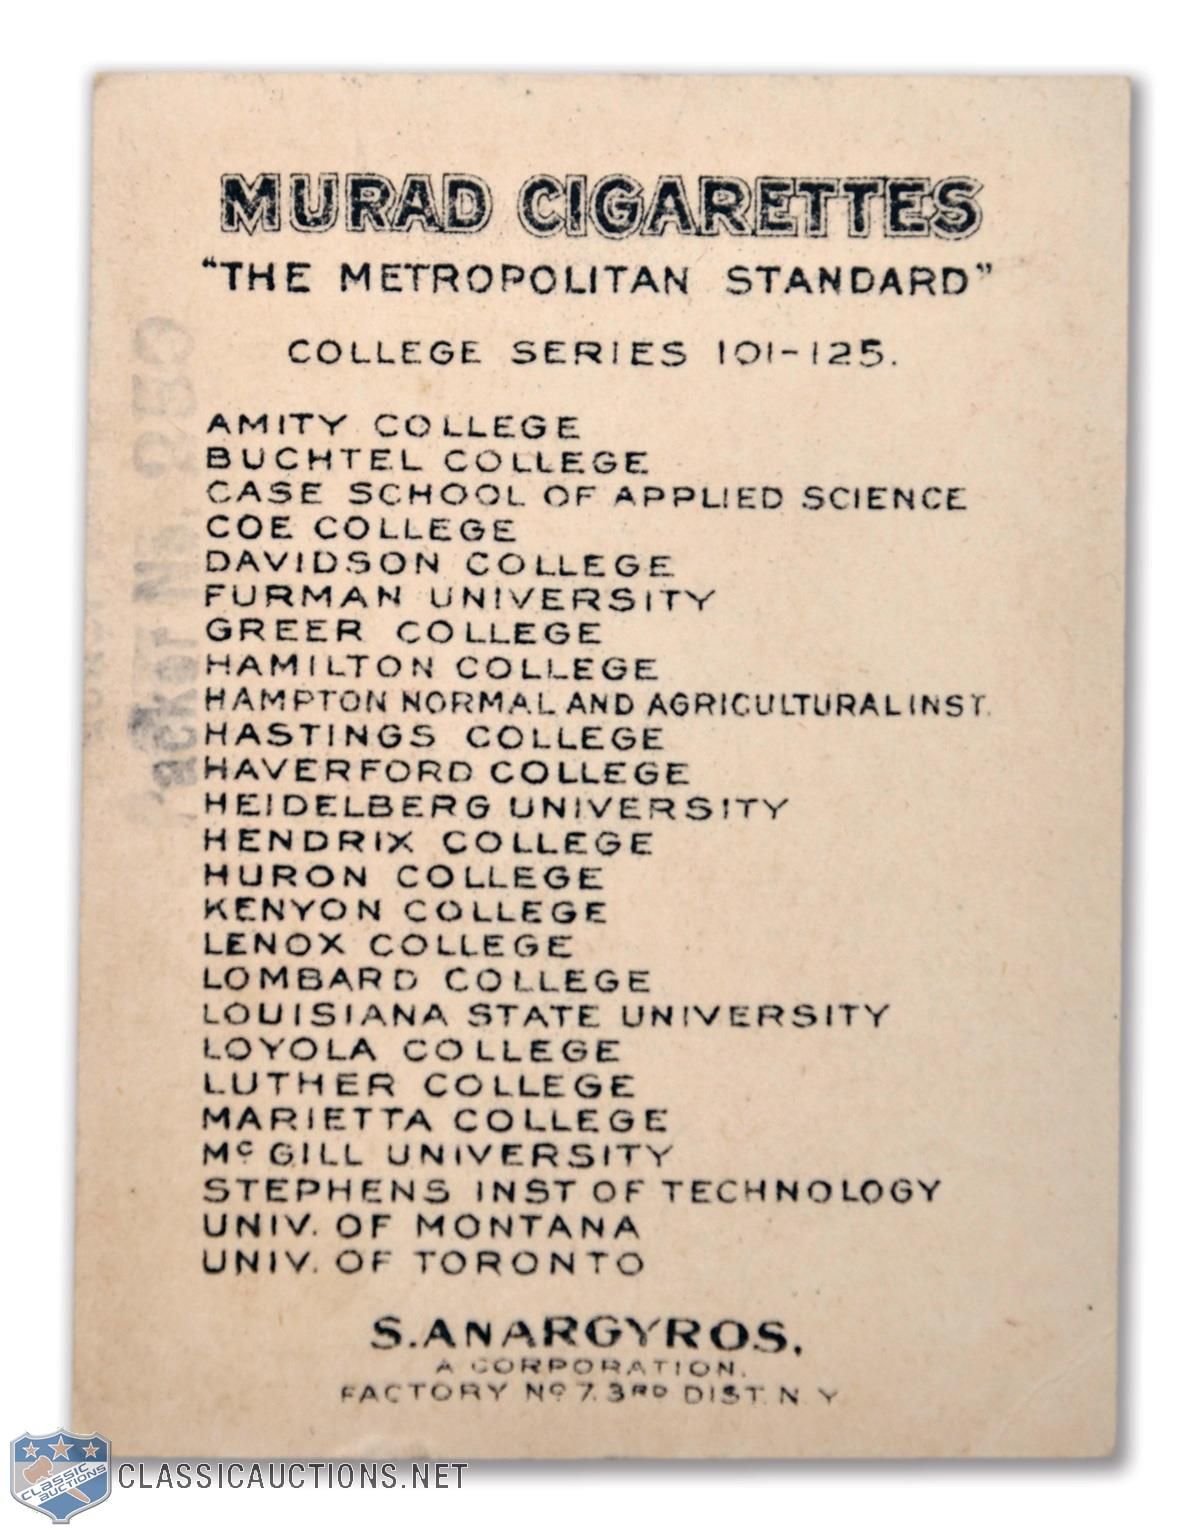 MURAD CIGARETTES
"THE METROPOLITAN STANDARD"
COLLEGE SERIES 101-125.
AMITY COLLEGE
BUCHTEL COLLEGE
CASE SCHOOL OF APPLIED SCIENCE
COE COLLEGE
DAVIDSON COLLEGE
FURMAN UNIVERSITY
GREER COLLEGE
HAMILTON COLLEGE
HAMPTON NORMAL AND AGRICULTURAL INST.
HASTINGS COLLEGE
HAVERFORD COLLEGE
HEIDELBERG UNIVERSITY
HENDRIX COLLEGE
HURON COLLEGE
KENYON COLLEGE
LENOX COLLEGE
LOMBARD COLLEGE
LOUISIANA STATE UNIVERSITY
LOYOLA COLLEGE
LUTHER COLLEGE
MARIETTA COLLEGE
McGILL UNIVERSITY
STEPHENS INST OF TECHNOLOGY
UNIV. OF MONTANA
UNIV. OF TORONTO
S. ANARGYROS.
A CORPORATION.
FACTORY No 7. 3RD DIST. N Y
CLASSIC AUCTIONS
CLASSICAUCTIONS.NET